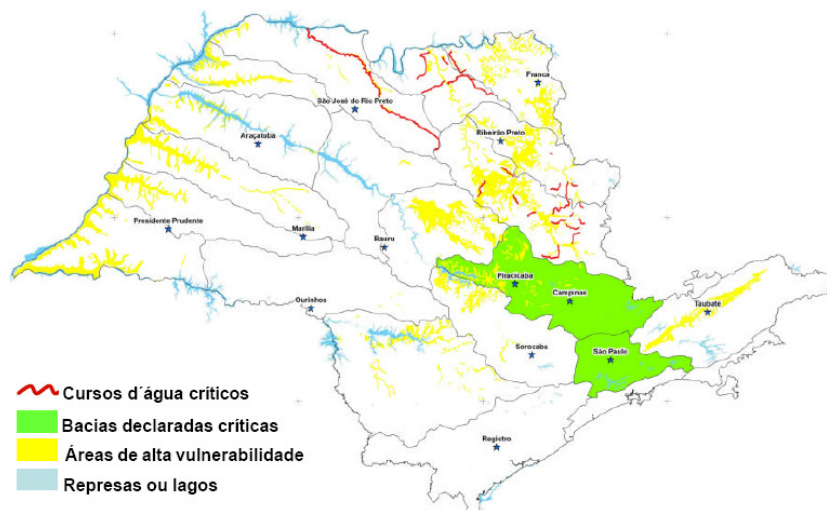 Franca
São José do Rio Preto
Ribeirão Preto
Araçatuba
Presidente Prudente
Marília
Bauru
Piracicaba
Campinas
Ourinhos
Taubaté
Sorocaba
São Paulo
Registro
Cursos d´água críticos
Bacias declaradas críticas
Áreas de alta vulnerabilidade
Represas ou lagos